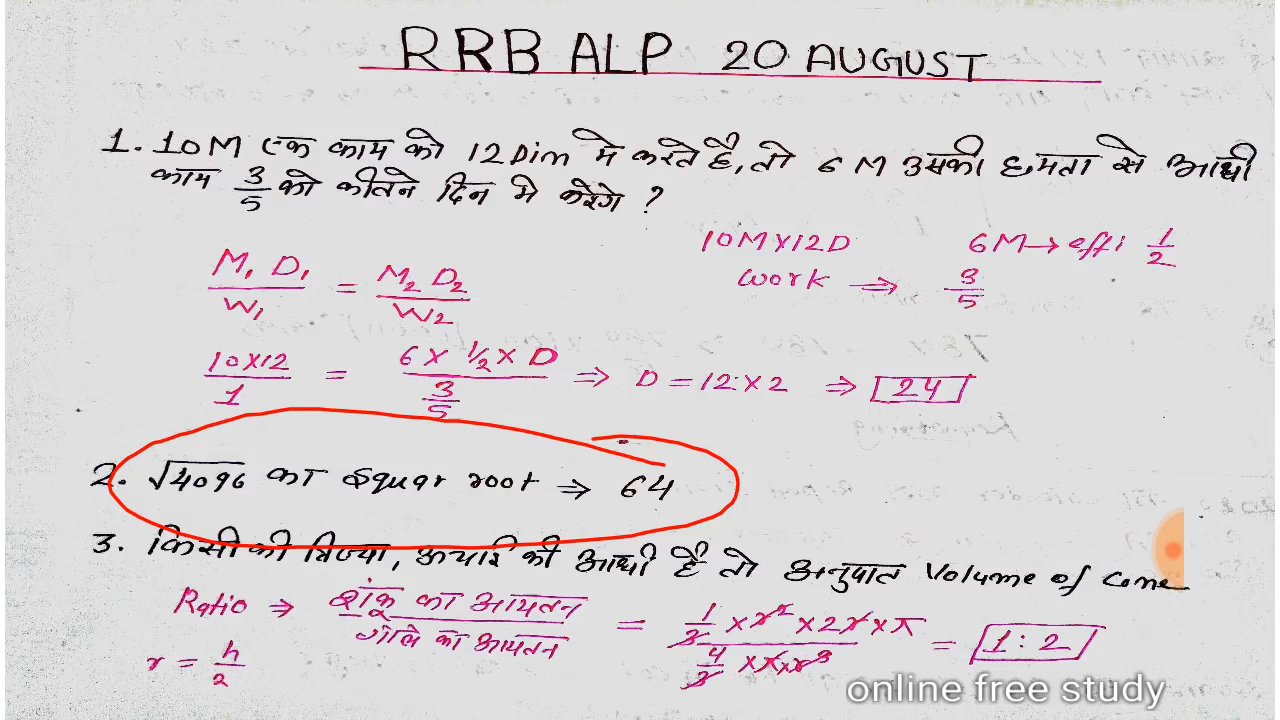 RRB ALP 20 AUGUST
1. 10M एक काम को 12 Dim मे करते है, तो 6 M उसकी छमता से आधी
काम 3/5 को कीतने दिन मे करेगे ?
10M×12D 6M→effi 1/2
work ⇒ 3/5
M₁ D₁/W₁ = M₂ D₂/W₂
10×12/1 = 6 × 1/2 × D/(3/5) ⇒ D = 12×2 ⇒ 24
2. √4096 का squar root ⇒ 64
3. किसी की त्रिज्या, ऊचाई की आधी है तो अनुपात Volume of Cone
Ratio ⇒ शंकू का आयतन/गोले का आयतन = 1/3 × r² × 2r × π/(4/3 × π × r³) = 1 : 2
r = h/2
online free study